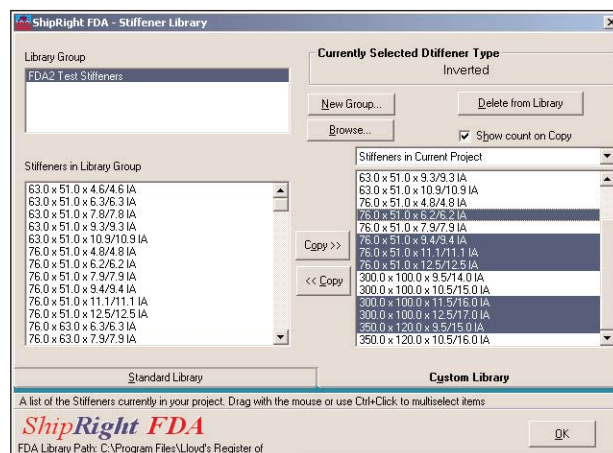 ShipRight FDA - Stiffener Library
Library Group
FDA2 Test Stiffeners
Currently Selected Dtiffener Type
Inverted
New Group...
Delete from Library
Browse...
Show count on Copy
Stiffeners in Library Group
63.0 x 51.0 x 4.6/4.6 IA
63.0 x 51.0 x 6.3/6.3 IA
63.0 x 51.0 x 7.8/7.8 IA
63.0 x 51.0 x 9.3/9.3 IA
63.0 x 51.0 x 10.9/10.9 IA
76.0 x 51.0 x 4.8/4.8 IA
76.0 x 51.0 x 6.2/6.2 IA
76.0 x 51.0 x 7.9/7.9 IA
76.0 x 51.0 x 9.4/9.4 IA
76.0 x 51.0 x 11.1/11.1 IA
76.0 x 51.0 x 12.5/12.5 IA
76.0 x 63.0 x 6.3/6.3 IA
76.0 x 63.0 x 7.9/7.9 IA
Copy >>
<< Copy
Stiffeners in Current Project
63.0 x 51.0 x 9.3/9.3 IA
63.0 x 51.0 x 10.9/10.9 IA
76.0 x 51.0 x 4.8/4.8 IA
76.0 x 51.0 x 6.2/6.2 IA
76.0 x 51.0 x 7.9/7.9 IA
76.0 x 51.0 x 9.4/9.4 IA
76.0 x 51.0 x 11.1/11.1 IA
76.0 x 51.0 x 12.5/12.5 IA
300.0 x 100.0 x 9.5/14.0 IA
300.0 x 100.0 x 10.5/15.0 IA
300.0 x 100.0 x 11.5/16.0 IA
300.0 x 100.0 x 12.5/17.0 IA
350.0 x 120.0 x 9.5/15.0 IA
350.0 x 120.0 x 10.5/16.0 IA
Standard Library
Custom Library
A list of the Stiffeners currently in your project. Drag with the mouse or use Ctrl+Click to multiselect items
ShipRight FDA
OK
FDA Library Path: C:\Program Files\Lloyd's Register of